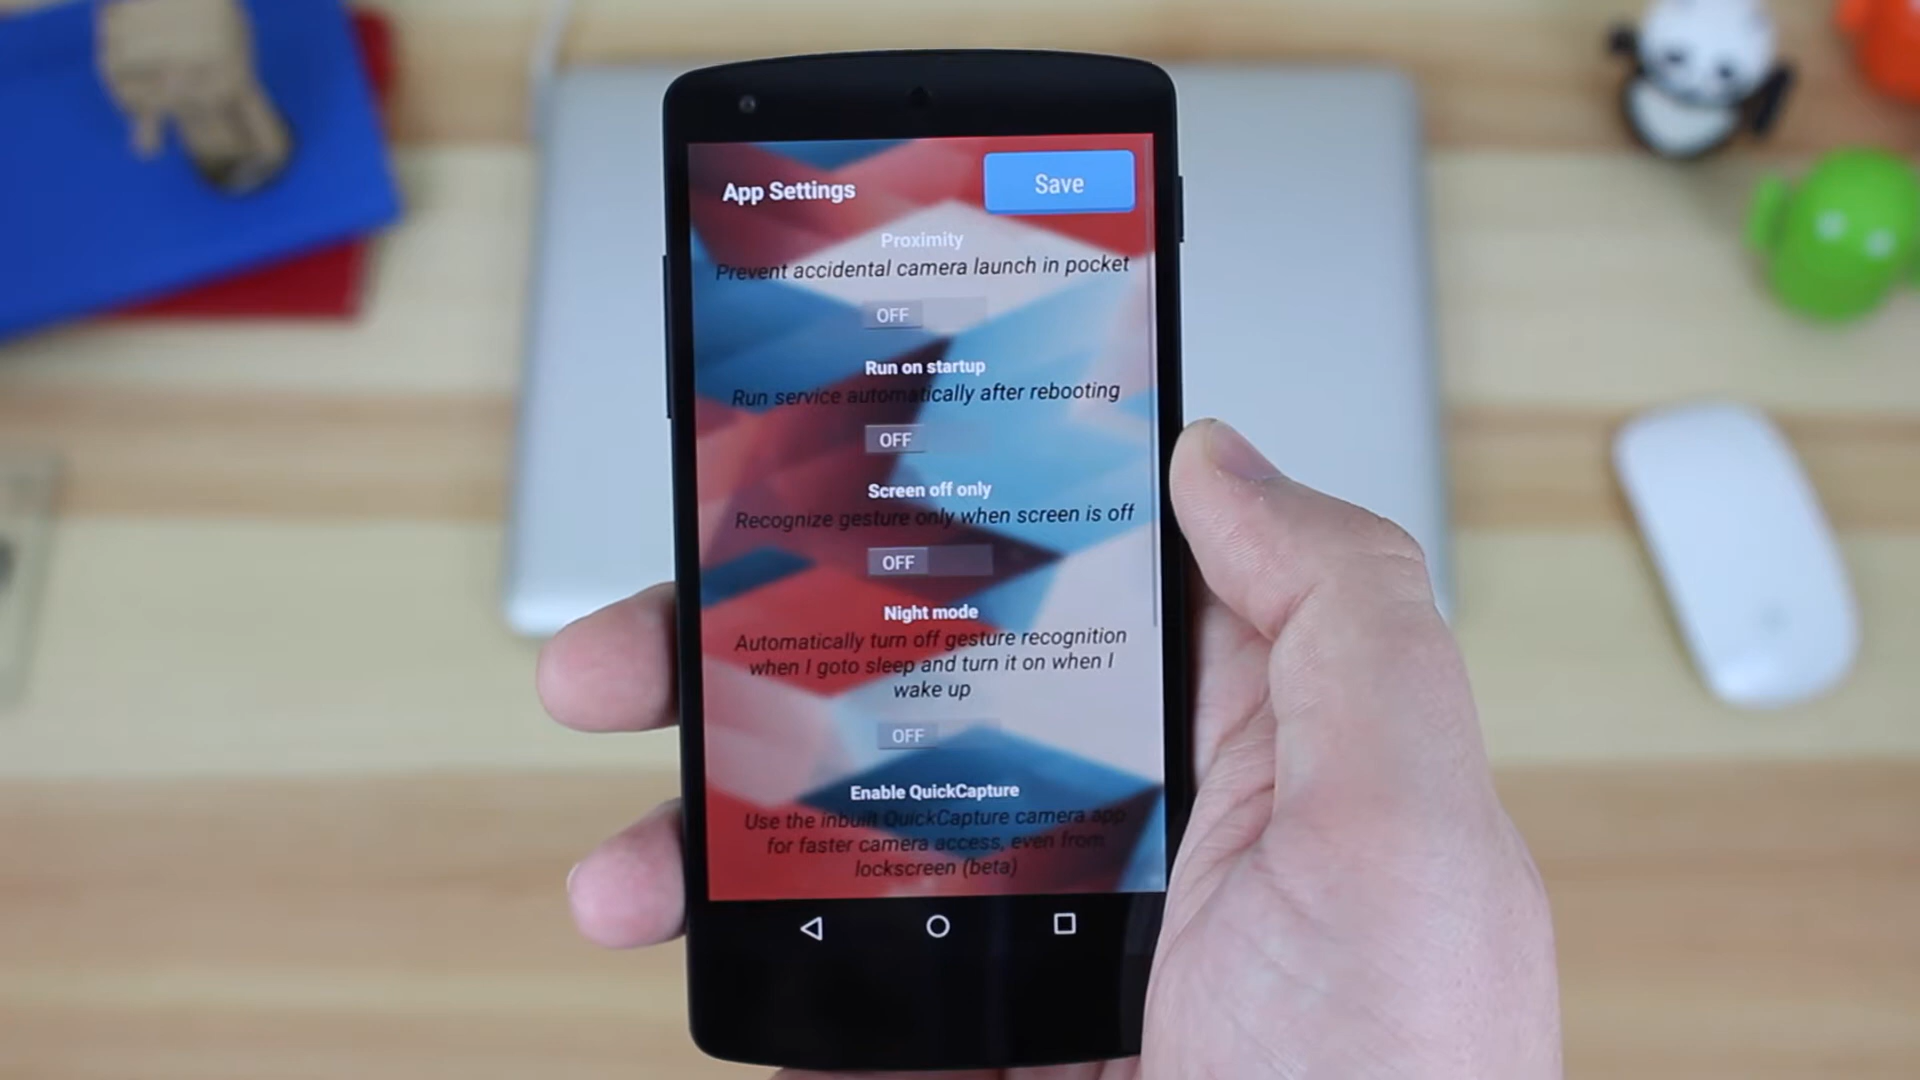 App Settings
Save
Proximity
Prevent accidental camera launch in pocket
OFF
Run on startup
Run service automatically after rebooting
OFF
Screen off only
Recognize gesture only when screen is off
OFF
Night mode
Automatically turn off gesture recognition
when I goto sleep and turn it on when I
wake up
OFF
Enable QuickCapture
Use the inbuilt QuickCapture camera app
for faster camera access, even from
lockscreen (beta)